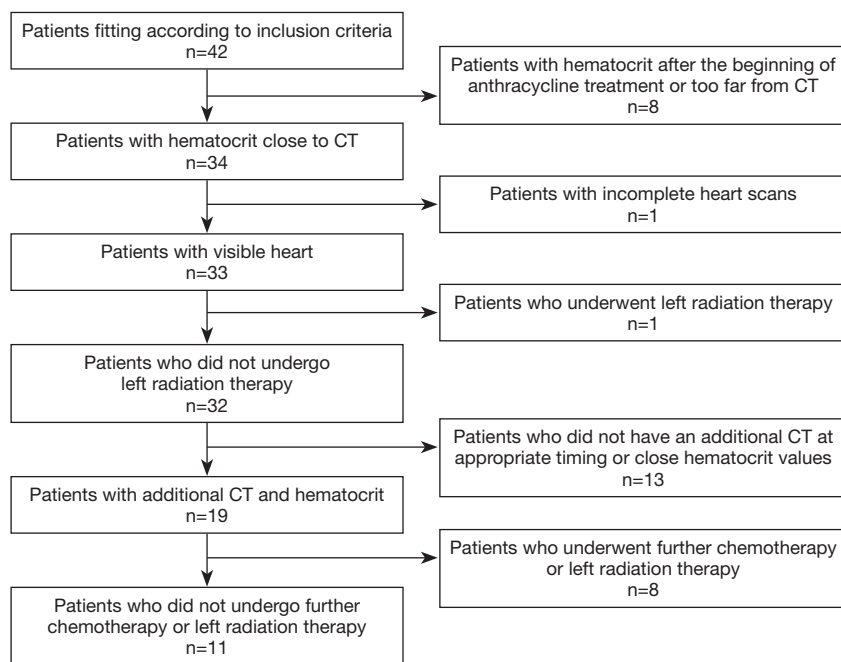 Patients fitting according to inclusion criteria
n=42
Patients with hematocrit after the beginning of
anthracycline treatment or too far from CT
n=8
Patients with hematocrit close to CT
n=34
Patients with incomplete heart scans
n=1
Patients with visible heart
n=33
Patients who underwent left radiation therapy
n=1
Patients who did not undergo
left radiation therapy
n=32
Patients who did not have an additional CT at
appropriate timing or close hematocrit values
n=13
Patients with additional CT and hematocrit
n=19
Patients who underwent further chemotherapy
or left radiation therapy
n=8
Patients who did not undergo further
chemotherapy or left radiation therapy
n=11